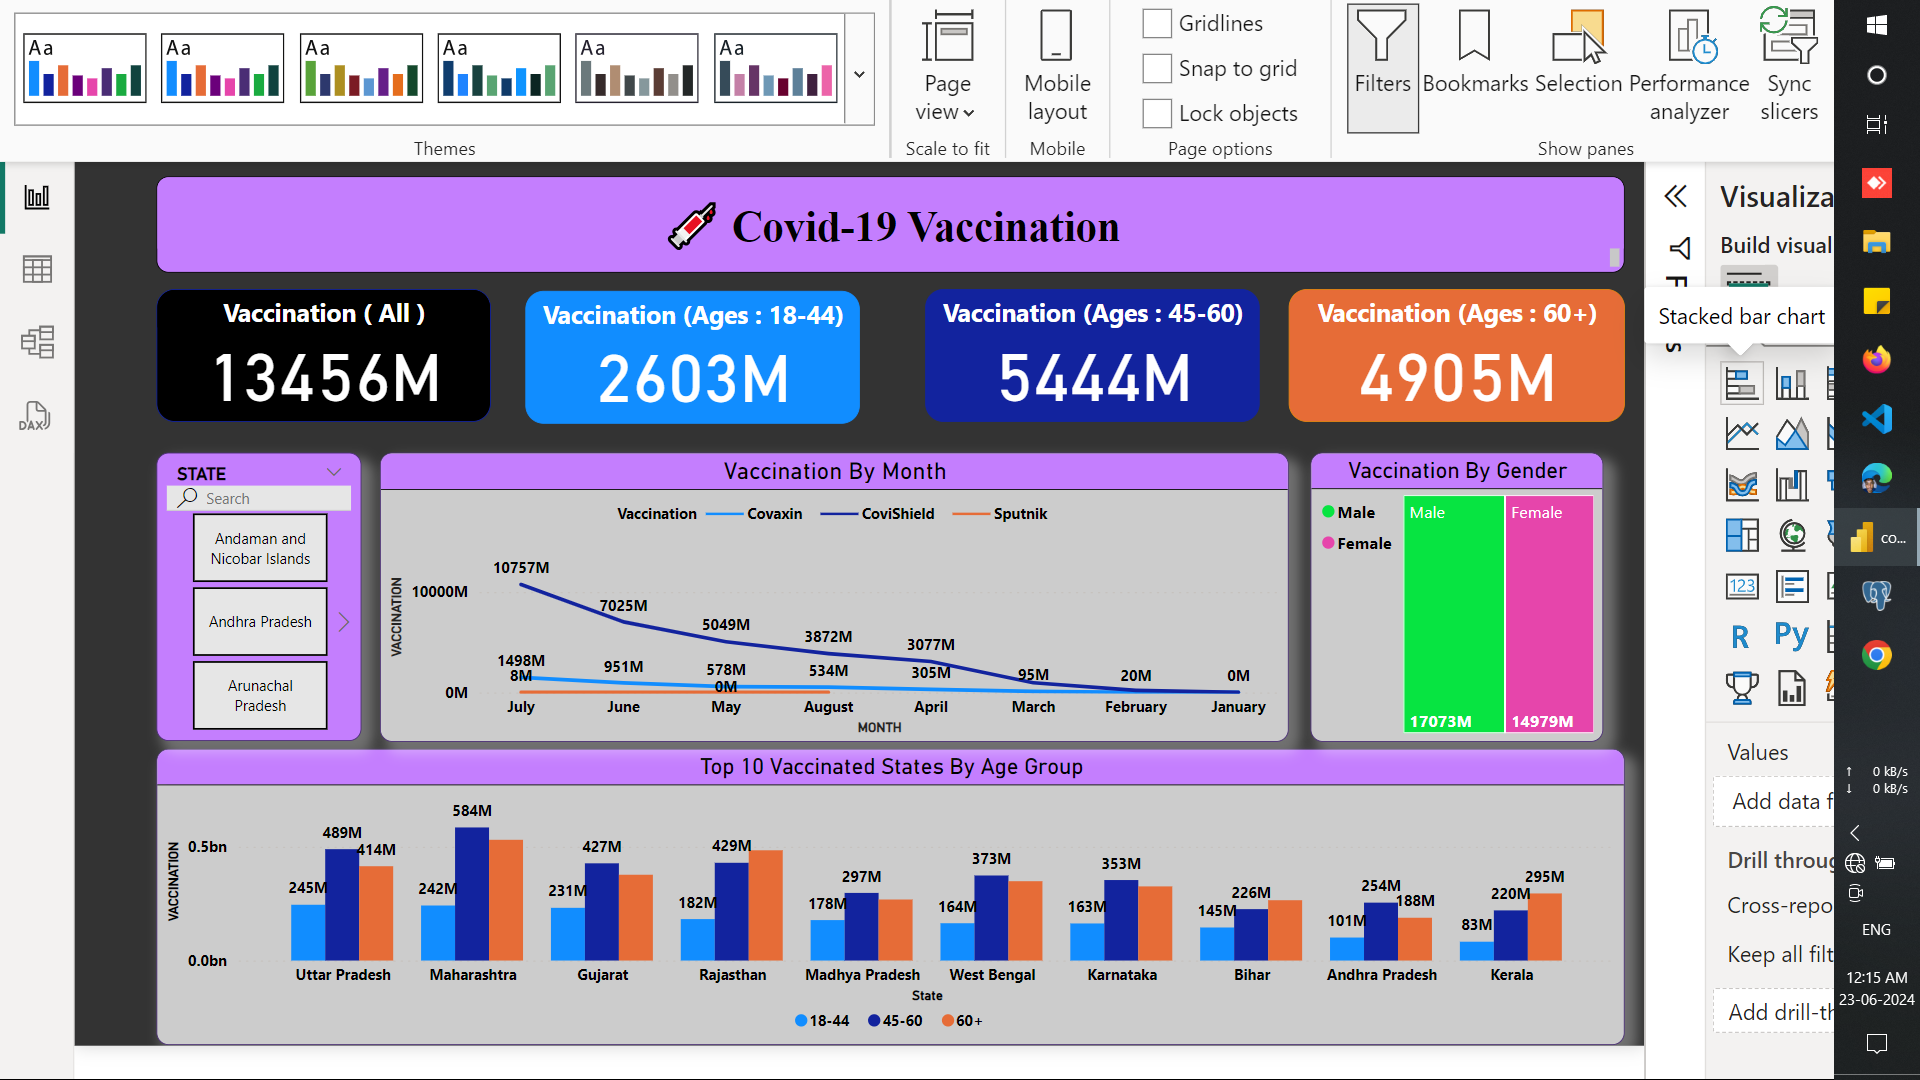 Aa
Aa
Aa
Aa
Aa
Aa
Themes
Page
view
Scale to fit
Mobile
layout
Mobile
Gridlines
Snap to grid
Lock objects
Page options
Filters
Bookmarks
Selection
Performance
analyzer
Sync
slicers
Show panes
Covid-19 Vaccination
Vaccination ( All )
13456M
Vaccination (Ages : 18-44)
2603M
Vaccination (Ages : 45-60)
5444M
Vaccination (Ages : 60+)
4905M
STATE
Search
Andaman and
Nicobar Islands
Andhra Pradesh
Arunachal
Pradesh
Vaccination By Month
Vaccination Covaxin CoviShield Sputnik
VACCINATION
10000M
0M
10757M
7025M
5049M
3872M
3077M
95M
20M
0M
1498M
951M
578M
534M
305M
8M
0M
July June May August April March February January
MONTH
Vaccination By Gender
Male
Female
Male
17073M
Female
14979M
Top 10 Vaccinated States By Age Group
VACCINATION
0.5bn
0.0bn
245M 489M 414M
242M 584M
231M 427M
182M 429M
178M 297M
164M 373M
163M 353M
145M 226M
101M 254M 188M
83M 220M 295M
Uttar Pradesh Maharashtra Gujarat Rajasthan Madhya Pradesh West Bengal Karnataka Bihar Andhra Pradesh Kerala
State
18-44 45-60 60+
Visualiza
Build visual
Stacked bar chart
123
R
Py
Values
Add data f
Drill throug
Cross-repo
Keep all filt
Add drill-th
DAX
co...
0 kB/s
0 kB/s
ENG
12:15 AM
23-06-2024